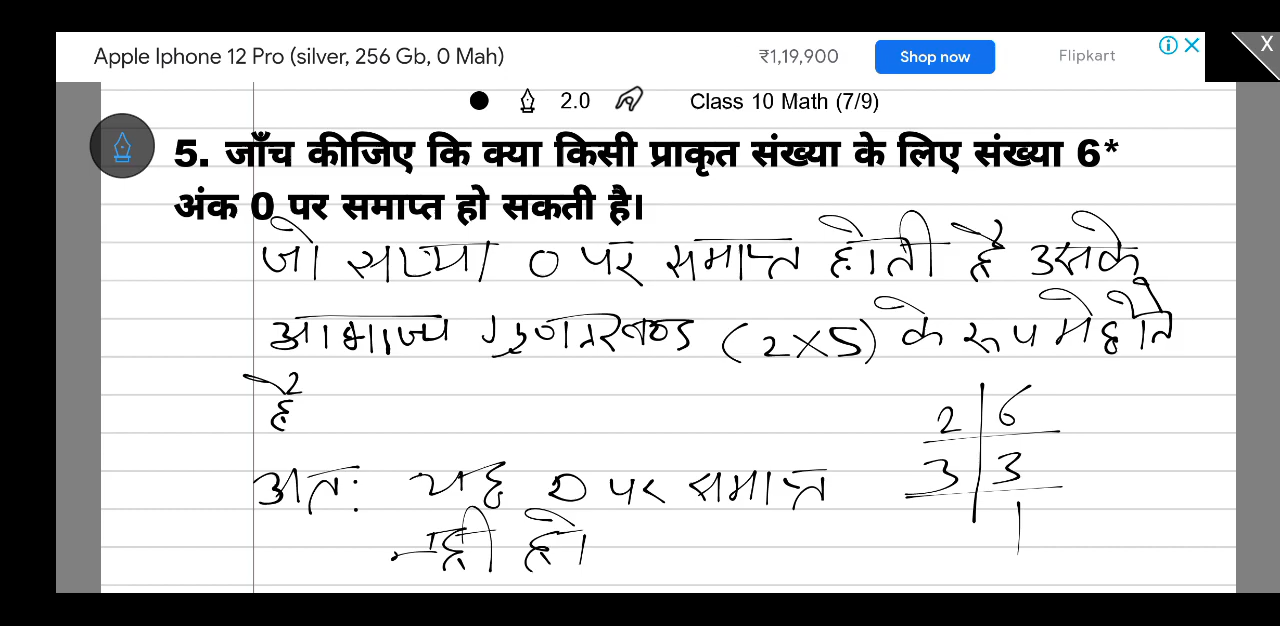 Apple Iphone 12 Pro (silver, 256 Gb, 0 Mah) ₹1,19,900 Shop now Flipkart X
2.0 Class 10 Math (7/9)
5. जाँच कीजिए कि क्या किसी प्राकृत संख्या के लिए संख्या 6*
अंक 0 पर समाप्त हो सकती है।
जो सख्या 0 पर समाप्त होती है उसके
आभाज्य गुणनखण्ड (2×5) के रूप मे होते
है
2 6
3 3
अतः यह 0 पर समाप्त
1
नही हो।